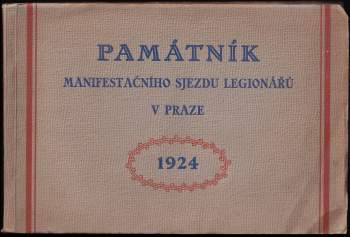 PAMÁTNÍK
MANIFESTAČNÍHO SJEZDU LEGIONÁŘŮ
V PRAZE
1924